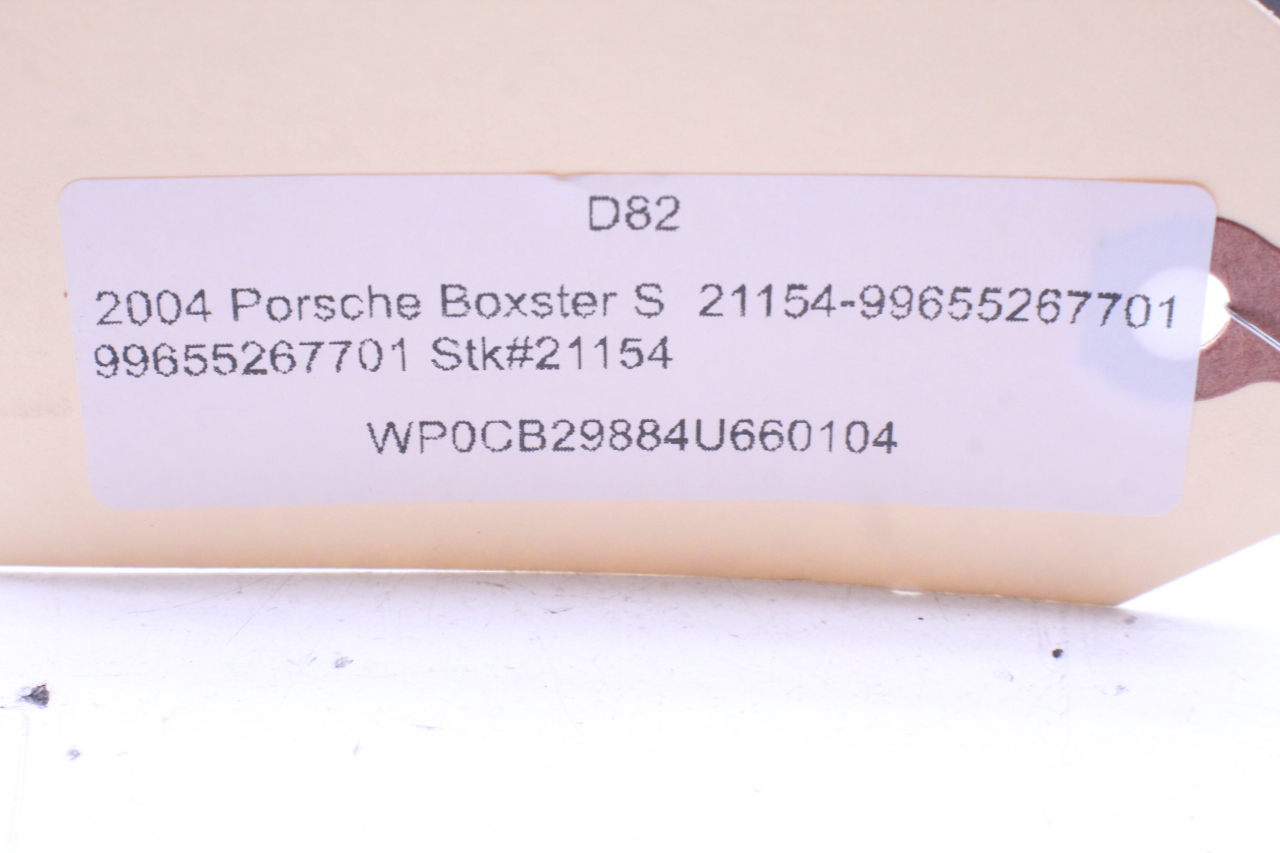 D82
2004 Porsche Boxster S 21154-99655267701
99655267701 Stk#21154
WP0CB29884U660104